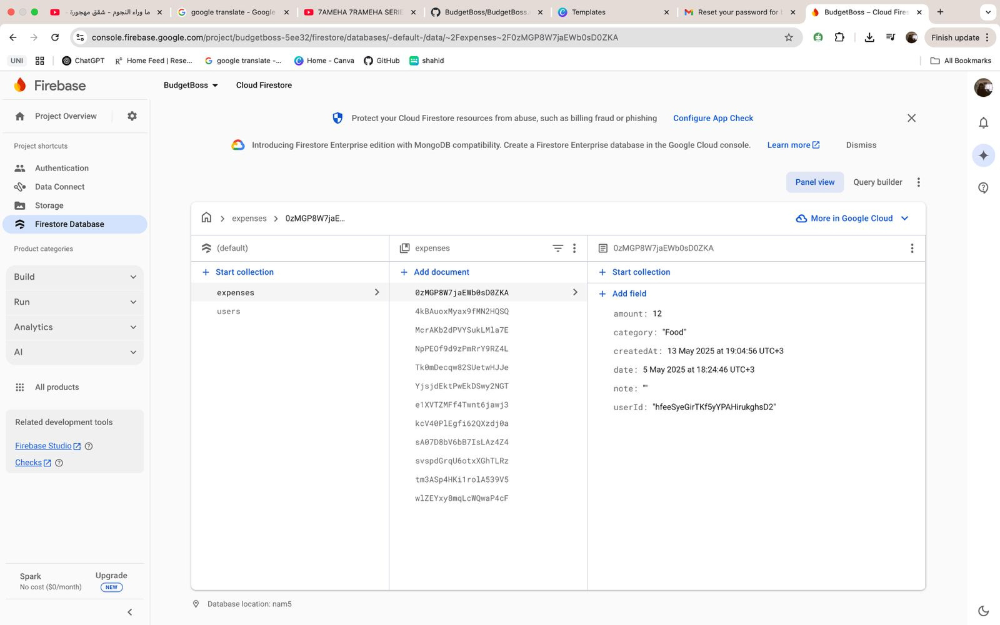 ما وراء النجوم - شقق مهجورة -
google translate - Google
7AMEHA 7RAMEHA SERIE
BudgetBoss/BudgetBoss.
Templates
Reset your password for b
BudgetBoss – Cloud Fires
console.firebase.google.com/project/budgetboss-5ee32/firestore/databases/-default-/data/~2Fexpenses~2F0zMGP8W7jaEWb0sD0ZKA
Finish update
UNI
ChatGPT
Home Feed | Rese...
google translate -...
Home - Canva
GitHub
shahid
All Bookmarks
Firebase
BudgetBoss
Cloud Firestore
Project Overview
Protect your Cloud Firestore resources from abuse, such as billing fraud or phishing
Configure App Check
Introducing Firestore Enterprise edition with MongoDB compatibility. Create a Firestore Enterprise database in the Google Cloud console.
Learn more
Dismiss
Project shortcuts
Authentication
Data Connect
Storage
Firestore Database
Product categories
Build
Run
Analytics
AI
All products
Related development tools
Firebase Studio
Checks
Spark
No cost ($0/month)
Upgrade
NEW
Panel view
Query builder
expenses
0zMGP8W7jaE...
More in Google Cloud
(default)
Start collection
expenses
users
expenses
Add document
0zMGP8W7jaEWb0sD0ZKA
4kBAuoxMyax9fMN2HQSQ
McrAKb2dPVYSukLMla7E
NpPEOf9d9zPmRrY9RZ4L
Tk0mDecqw82SUetwHJJe
YjsjdEktPwEkDSwy2NGT
e1XVTZMFf4Twnt6jawj3
kcV40PlEgfi62QXzdj0a
sA07D8bV6bB7IsLAz4Z4
svspdGrqU6otxXGhTLRz
tm3ASp4HKi1rolA539V5
wlZEYxy8mqLcWQwaP4cF
0zMGP8W7jaEWb0sD0ZKA
Start collection
Add field
amount: 12
category: "Food"
createdAt: 13 May 2025 at 19:04:56 UTC+3
date: 5 May 2025 at 18:24:46 UTC+3
note: ""
userId: "hfeeSyeGirTKf5yYPAHirukghsD2"
Database location: nam5